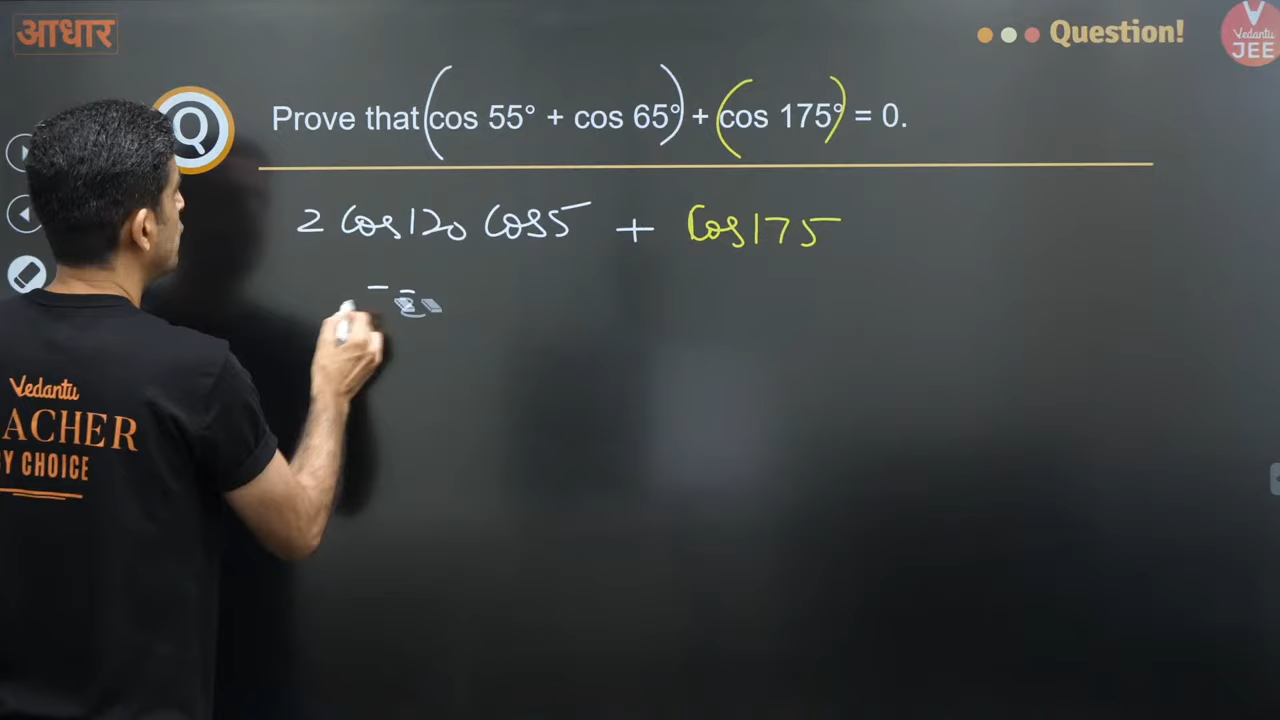 आधार
Question!
Vedantu
JEE
Q
Prove that (cos 55° + cos 65°) + (cos 175°) = 0.
2 Cos120 Cos5 + Cos175
Vedantu
ACHER
Y CHOICE